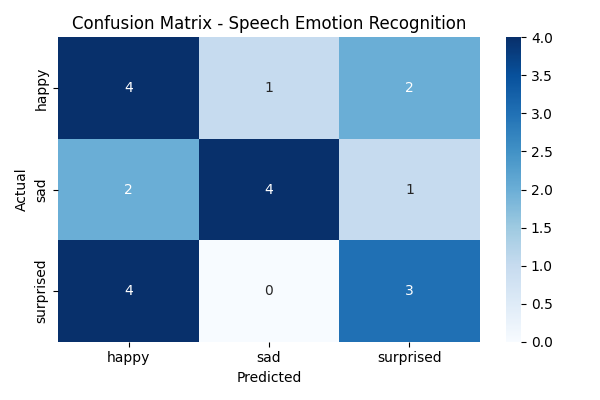 Confusion Matrix - Speech Emotion Recognition
Actual
happy
4 1 2
sad
2 4 1
surprised
4 0 3
happy sad surprised
Predicted
4.0
3.5
3.0
2.5
2.0
1.5
1.0
0.5
0.0